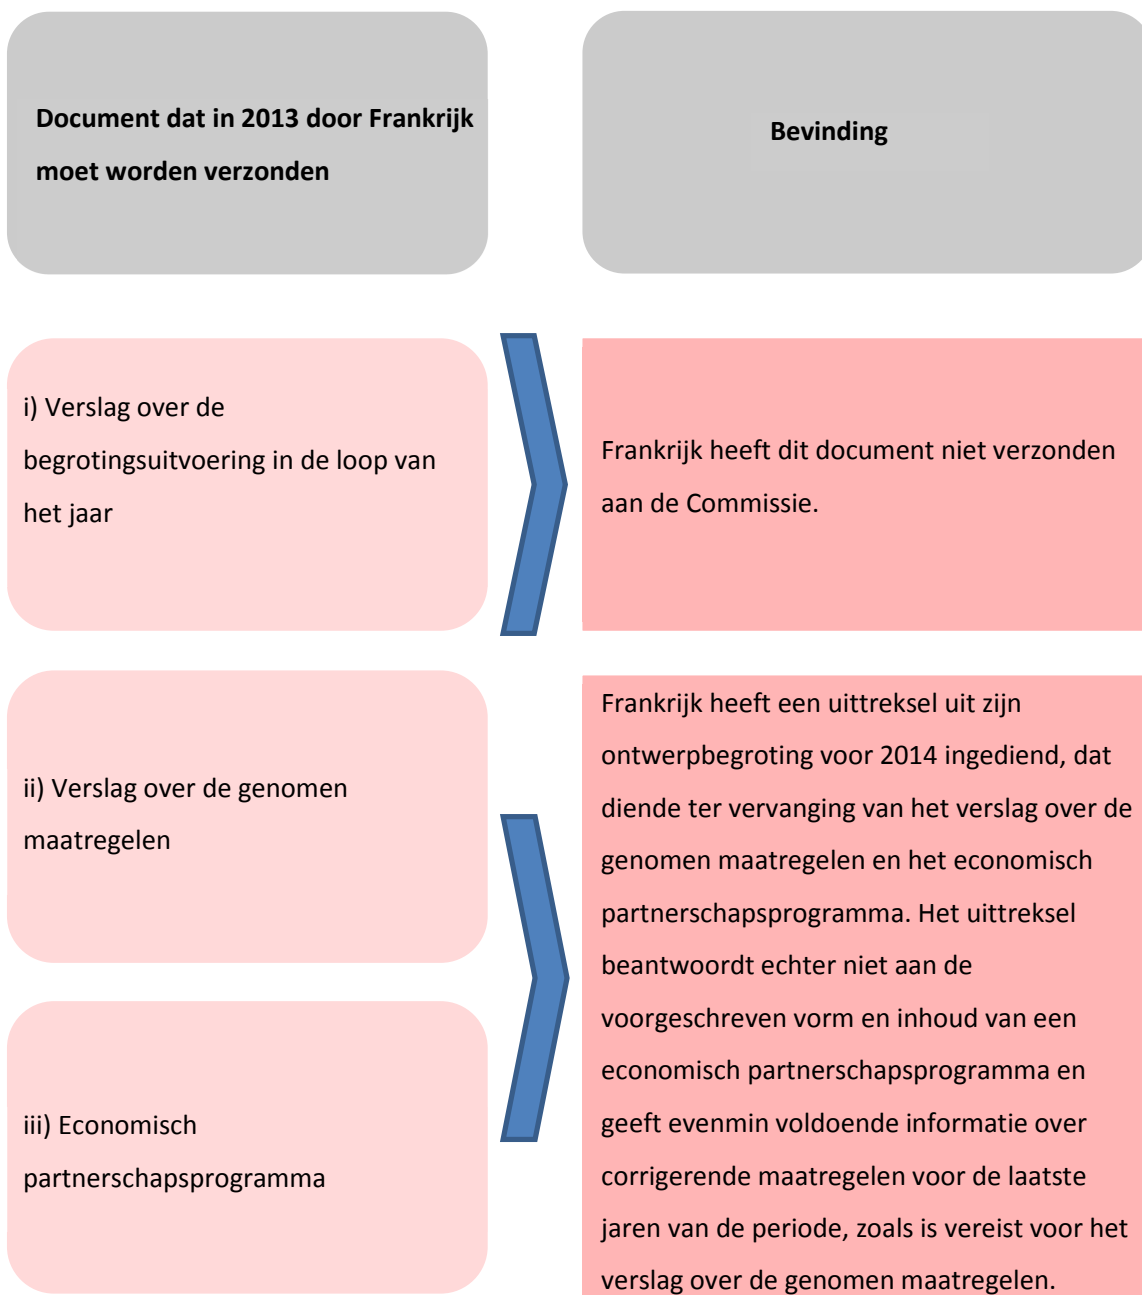 Document dat in 2013 door Frankrijk
moet worden verzonden
Bevinding
i) Verslag over de
begrotingsuitvoering in de loop van
het jaar
Frankrijk heeft dit document niet verzonden
aan de Commissie.
ii) Verslag over de genomen
maatregelen
iii) Economisch
partnerschapsprogramma
Frankrijk heeft een uittreksel uit zijn
ontwerpbegroting voor 2014 ingediend, dat
diende ter vervanging van het verslag over de
genomen maatregelen en het economisch
partnerschapsprogramma. Het uittreksel
beantwoordt echter niet aan de
voorgeschreven vorm en inhoud van een
economisch partnerschapsprogramma en
geeft evenmin voldoende informatie over
corrigerende maatregelen voor de laatste
jaren van de periode, zoals is vereist voor het
verslag over de genomen maatregelen.